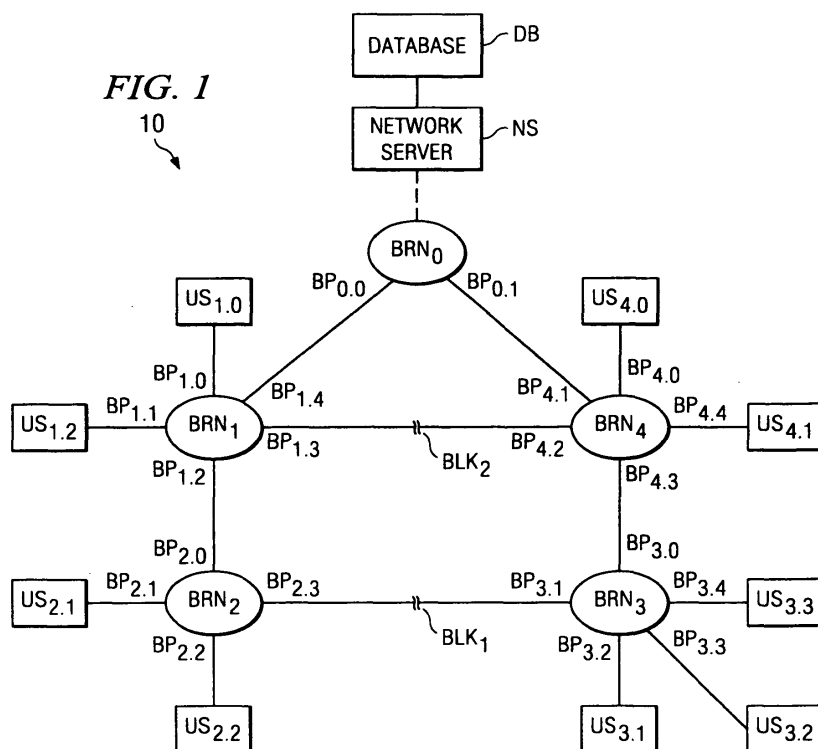 DATABASE
DB
FIG. 1
10
NETWORK
SERVER
NS
BRN0
BP0.0
BP0.1
US1.0
US4.0
BP1.0
BP1.4
BP4.1
BP4.0
US1.2
BP1.1
BRN1
BP1.3
BLK2
BP4.2
BRN4
BP4.4
US4.1
BP1.2
BP4.3
BP2.0
BP3.0
US2.1
BP2.1
BRN2
BP2.3
BLK1
BP3.1
BRN3
BP3.4
US3.3
BP2.2
BP3.2
BP3.3
US2.2
US3.1
US3.2